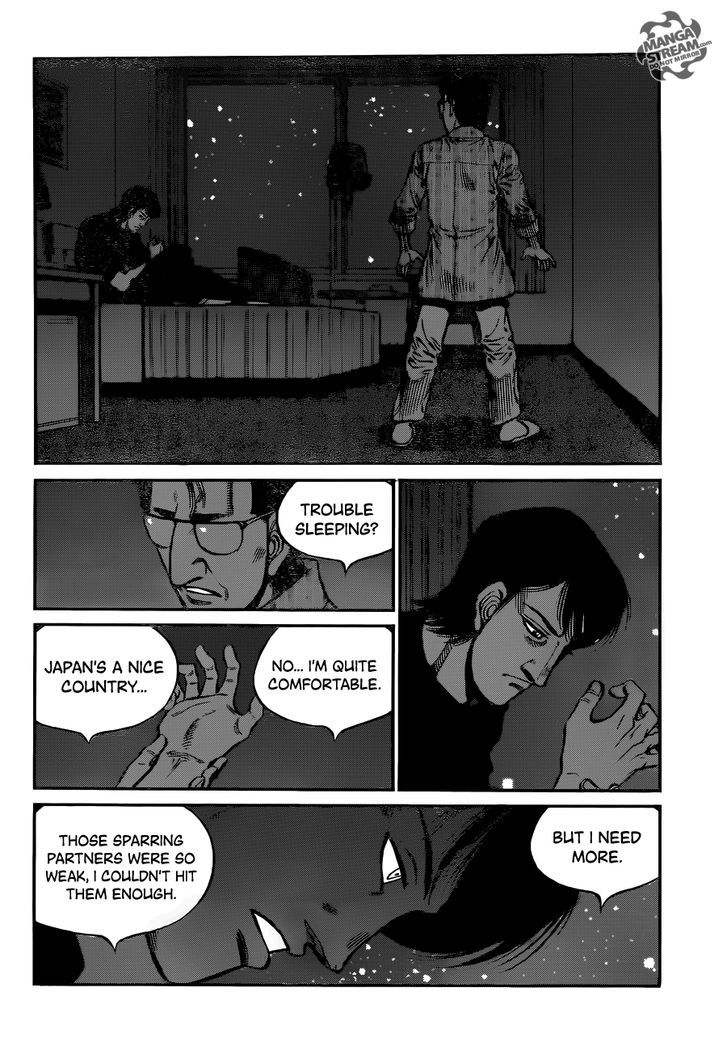 MANGA
STREAM.com
DO NOT MIRROR
TROUBLE
SLEEPING?
NO... I'M QUITE
COMFORTABLE.
JAPAN'S A NICE
COUNTRY...
BUT I NEED
MORE.
THOSE SPARRING
PARTNERS WERE SO
WEAK, I COULDN'T HIT
THEM ENOUGH.